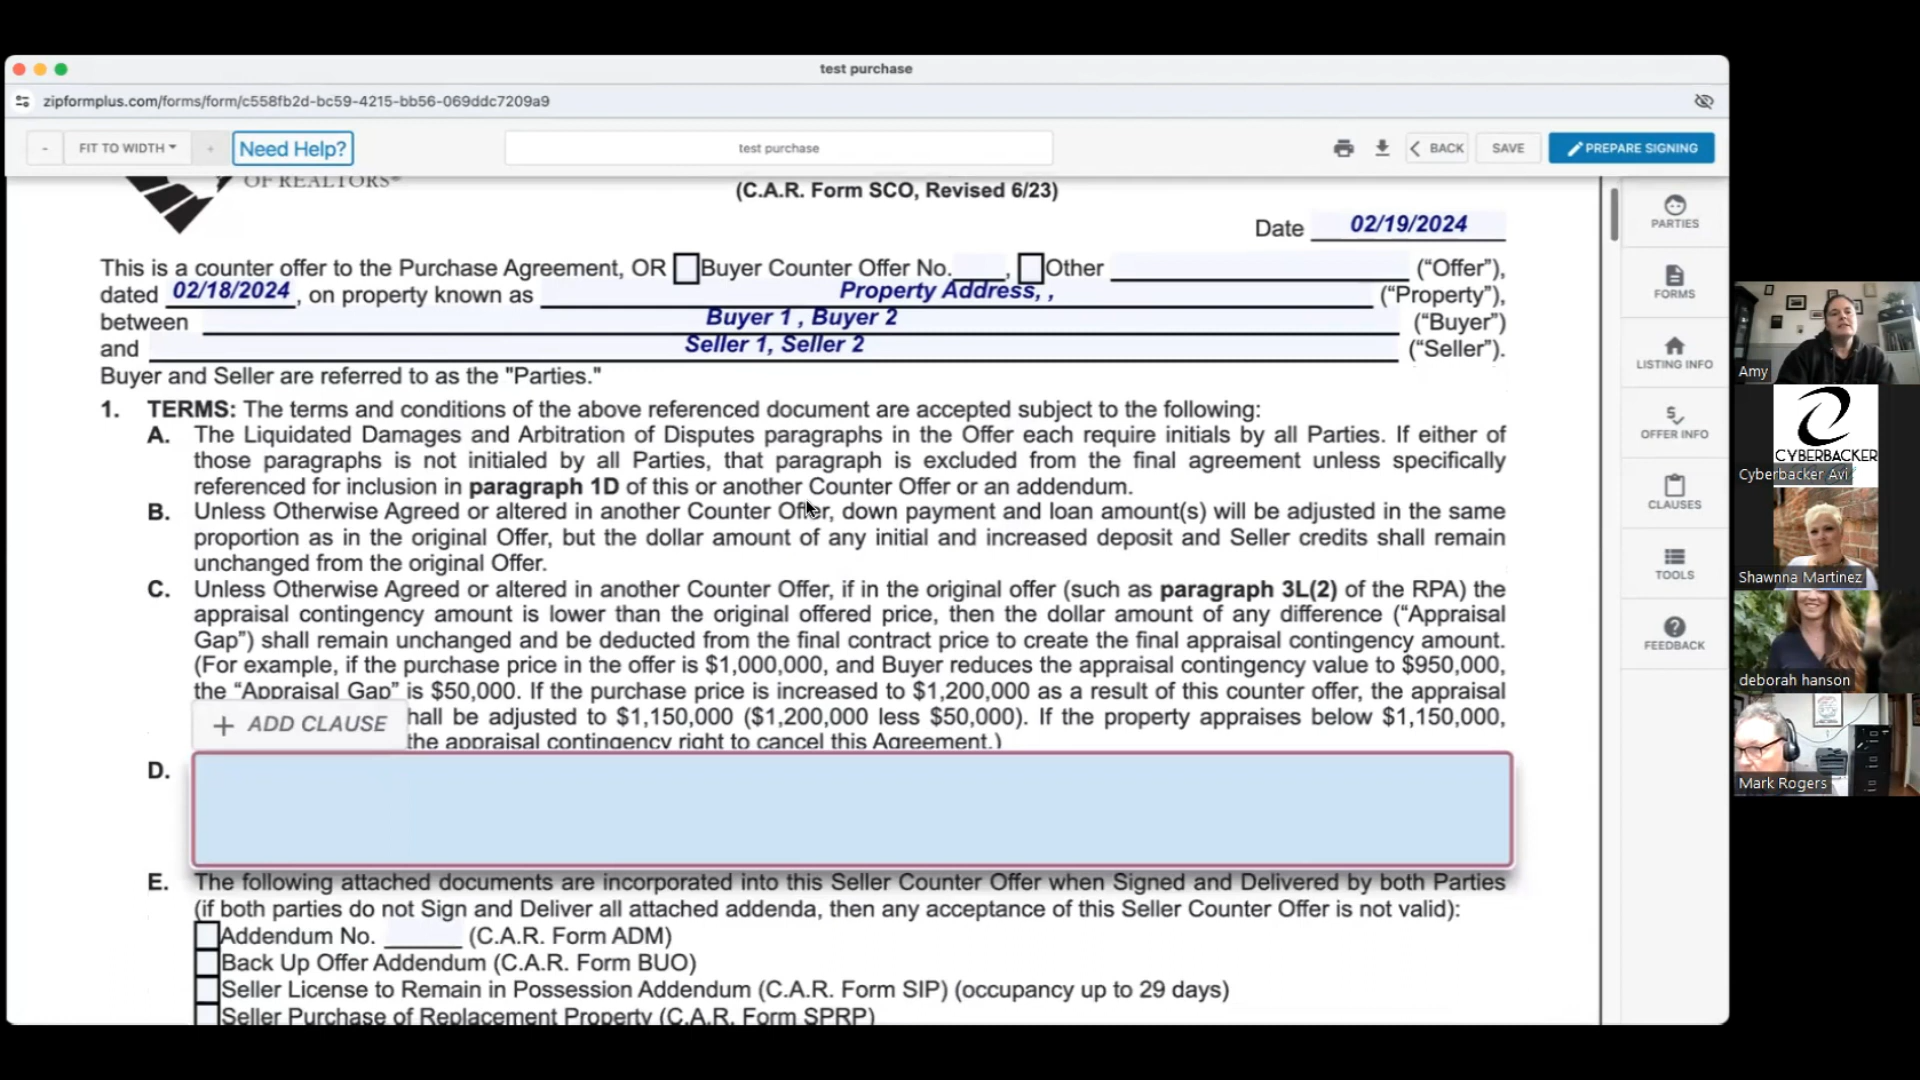 test purchase
zipformplus.com/forms/form/c558fb2d-bc59-4215-bb56-069ddc7209a9
- FIT TO WIDTH + Need Help? test purchase BACK SAVE PREPARE SIGNING
OF REALTORS®
(C.A.R. Form SCO, Revised 6/23)
Date 02/19/2024
This is a counter offer to the Purchase Agreement, OR Buyer Counter Offer No. , Other (“Offer”),
dated 02/18/2024, on property known as Property Address, , (“Property”),
between Buyer 1 , Buyer 2 (“Buyer”)
and Seller 1, Seller 2 (“Seller”).
Buyer and Seller are referred to as the "Parties."
1. TERMS: The terms and conditions of the above referenced document are accepted subject to the following:
A. The Liquidated Damages and Arbitration of Disputes paragraphs in the Offer each require initials by all Parties. If either of
those paragraphs is not initialed by all Parties, that paragraph is excluded from the final agreement unless specifically
referenced for inclusion in paragraph 1D of this or another Counter Offer or an addendum.
B. Unless Otherwise Agreed or altered in another Counter Offer, down payment and loan amount(s) will be adjusted in the same
proportion as in the original Offer, but the dollar amount of any initial and increased deposit and Seller credits shall remain
unchanged from the original Offer.
C. Unless Otherwise Agreed or altered in another Counter Offer, if in the original offer (such as paragraph 3L(2) of the RPA) the
appraisal contingency amount is lower than the original offered price, then the dollar amount of any difference (“Appraisal
Gap”) shall remain unchanged and be deducted from the final contract price to create the final appraisal contingency amount.
(For example, if the purchase price in the offer is $1,000,000, and Buyer reduces the appraisal contingency value to $950,000,
the “Appraisal Gap” is $50,000. If the purchase price is increased to $1,200,000 as a result of this counter offer, the appraisal
+ ADD CLAUSE hall be adjusted to $1,150,000 ($1,200,000 less $50,000). If the property appraises below $1,150,000,
the appraisal contingency right to cancel this Agreement.)
D.
E. The following attached documents are incorporated into this Seller Counter Offer when Signed and Delivered by both Parties
(if both parties do not Sign and Deliver all attached addenda, then any acceptance of this Seller Counter Offer is not valid):
Addendum No. (C.A.R. Form ADM)
Back Up Offer Addendum (C.A.R. Form BUO)
Seller License to Remain in Possession Addendum (C.A.R. Form SIP) (occupancy up to 29 days)
Seller Purchase of Replacement Property (C.A.R. Form SPRP)
PARTIES
FORMS
LISTING INFO
OFFER INFO
CLAUSES
TOOLS
FEEDBACK
Amy
CYBERBACKER
Cyberbacker Avi
Shawnna Martinez
deborah hanson
Mark Rogers